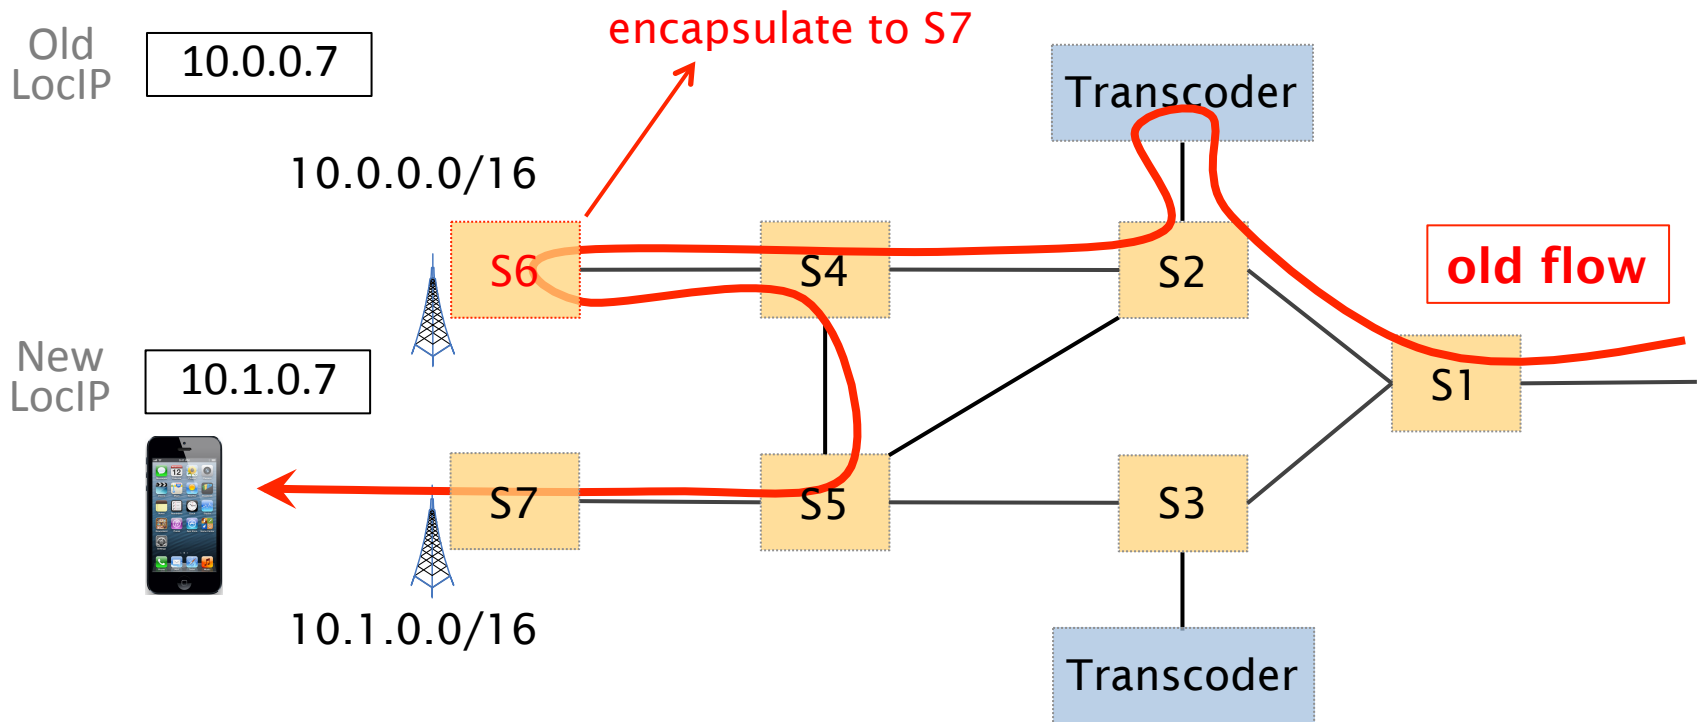 encapsulate to S7
Old
LocIP
10.0.0.7
Transcoder
10.0.0.0/16
S6
S4
S2
old flow
New
LocIP
10.1.0.7
S1
S7
S5
S3
10.1.0.0/16
Transcoder